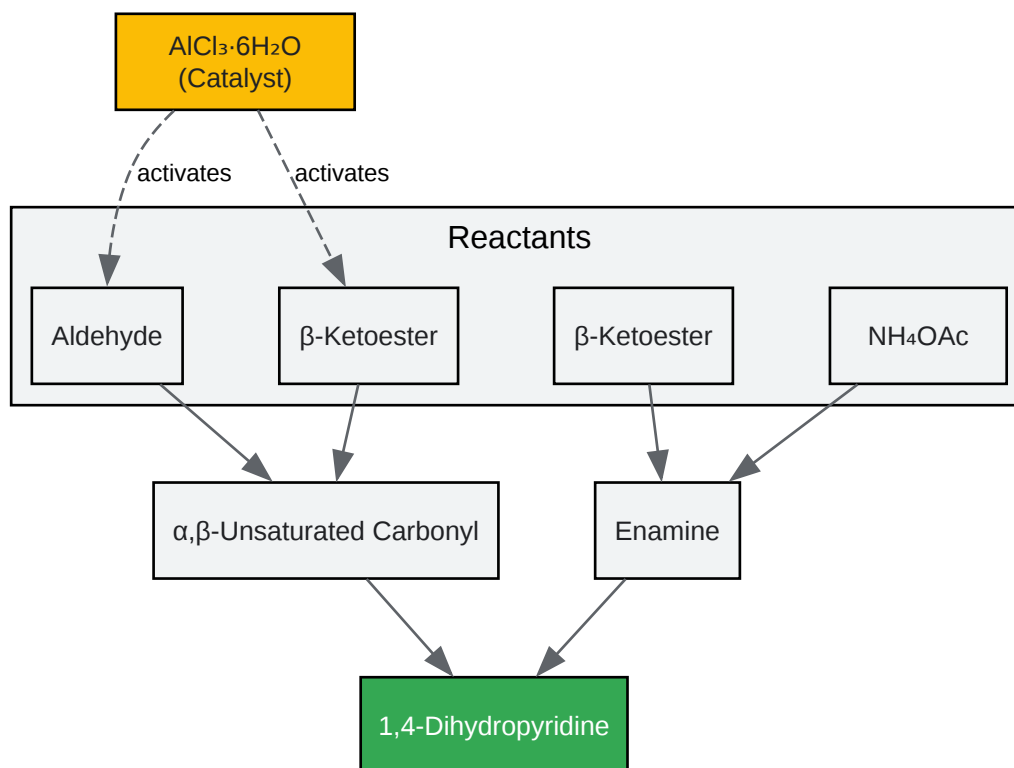 AlCl₃·6H₂O
(Catalyst)
activates
activates
Reactants
Aldehyde
β-Ketoester
β-Ketoester
NH₄OAc
α,β-Unsaturated Carbonyl
Enamine
1,4-Dihydropyridine